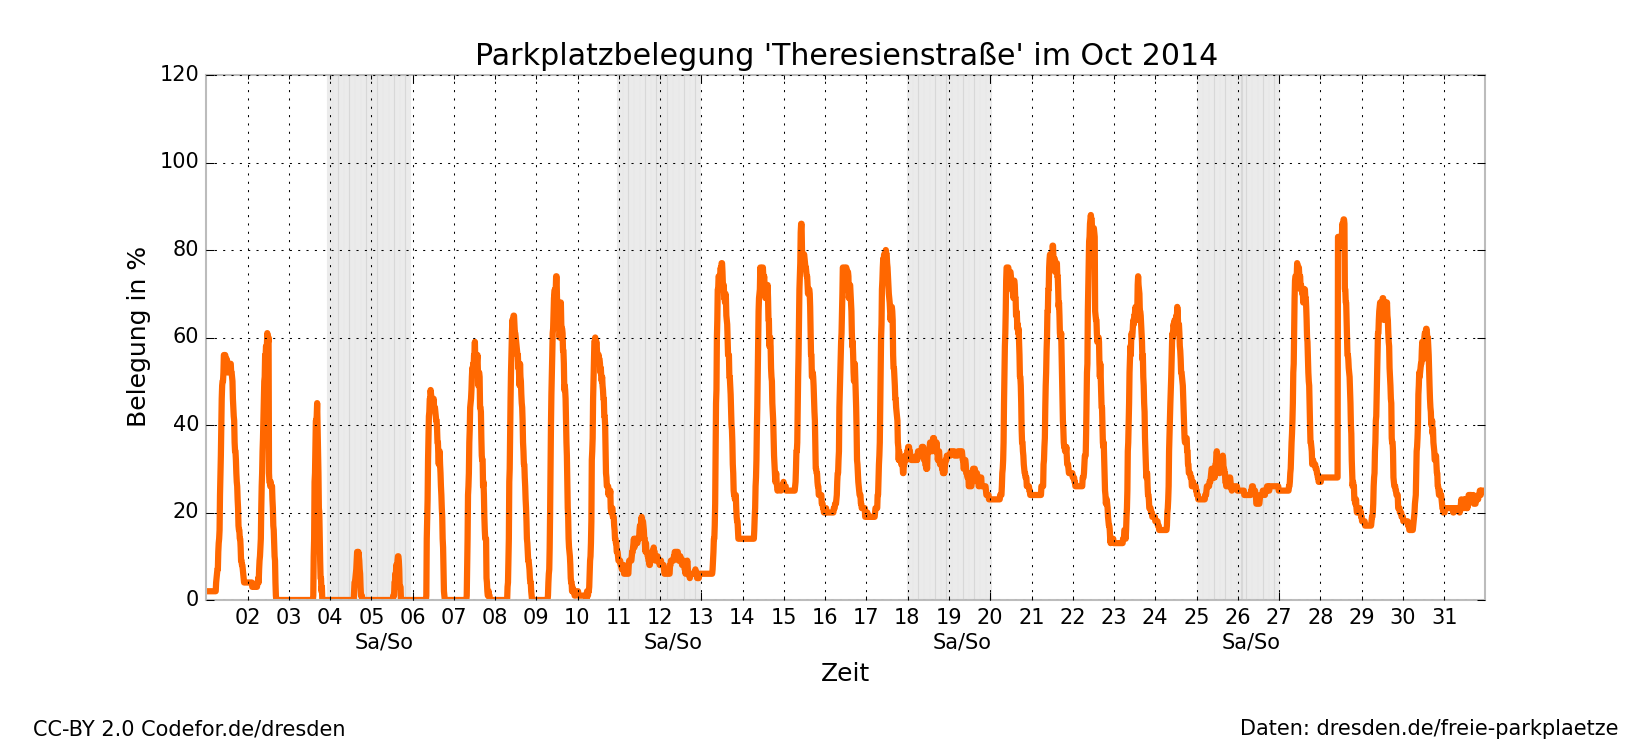 Parkplatzbelegung 'Theresienstraße' im Oct 2014
120
100
80
60
40
20
0
Belegung in %
02 03 04 05 06 07 08 09 10 11 12 13 14 15 16 17 18 19 20 21 22 23 24 25 26 27 28 29 30 31
Sa/So Sa/So Sa/So Sa/So
Zeit
CC-BY 2.0 Codefor.de/dresden
Daten: dresden.de/freie-parkplaetze